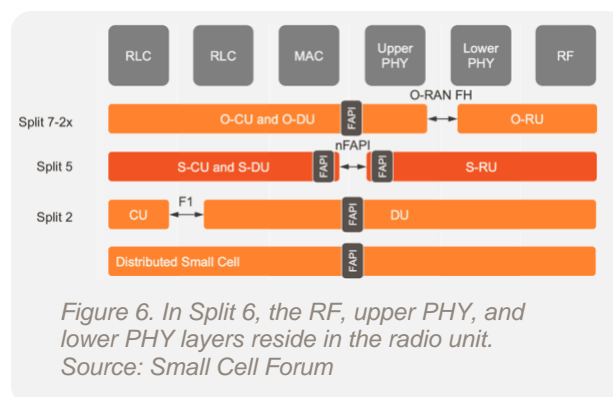 RLC
RLC
MAC
Upper
PHY
Lower
PHY
RF
O-RAN FH
Split 7-2x
O-CU and O-DU
FAPI
O-RU
nFAPI
Split 5
S-CU and S-DU
FAPI
FAPI
S-RU
F1
Split 2
CU
FAPI
DU
Distributed Small Cell
FAPI
Figure 6. In Split 6, the RF, upper PHY, and
lower PHY layers reside in the radio unit.
Source: Small Cell Forum